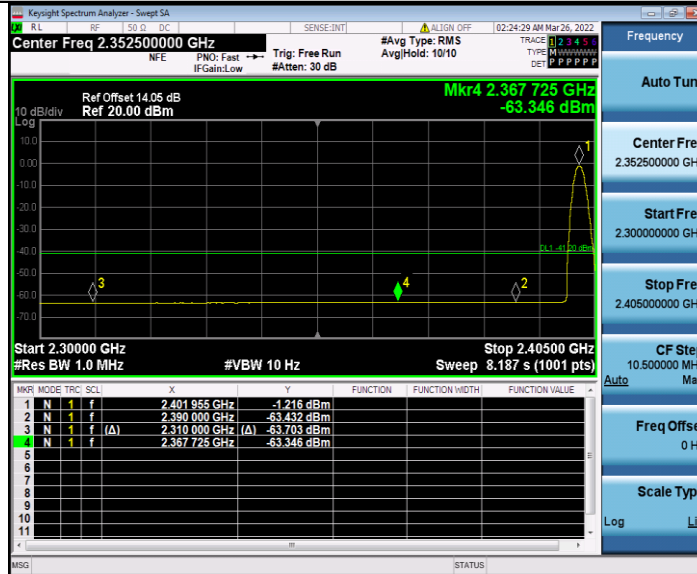 Keysight Spectrum Analyzer - Swept SA
LXI RL RF 50 Ω DC SENSE:INT ALIGN OFF 02:24:29 AM Mar 26, 2022
Center Freq 2.352500000 GHz
NFE PNO: Fast IFGain:Low
Trig: Free Run #Atten: 30 dB
#Avg Type: RMS Avg|Hold: 10/10
TRACE 1 2 3 4 5 6
TYPE M W W W W W
DET P P P P P P
Ref Offset 14.05 dB
Ref 20.00 dBm
10 dB/div
Log
Mkr4 2.367 725 GHz
-63.346 dBm
10.0
0.00
-10.0
-20.0
-30.0
-40.0
-50.0
-60.0
-70.0
1
DL1 -41.20 dBm
3
4
2
Start 2.30000 GHz
Stop 2.40500 GHz
#Res BW 1.0 MHz
#VBW 10 Hz
Sweep 8.187 s (1001 pts)
MKR MODE TRC SCL X Y FUNCTION FUNCTION WIDTH FUNCTION VALUE
1 N 1 f 2.401 955 GHz -1.216 dBm
2 N 1 f 2.390 000 GHz -63.432 dBm
3 N 1 f (Δ) 2.310 000 GHz (Δ) -63.703 dBm
4 N 1 f 2.367 725 GHz -63.346 dBm
5
6
7
8
9
10
11
MSG
STATUS
Frequency
Auto Tun
Center Fre
2.352500000 GH
Start Fre
2.300000000 GH
Stop Fre
2.405000000 GH
CF Ste
10.500000 MH
Auto Ma
Freq Offse
0 H
Scale Typ
Log Li